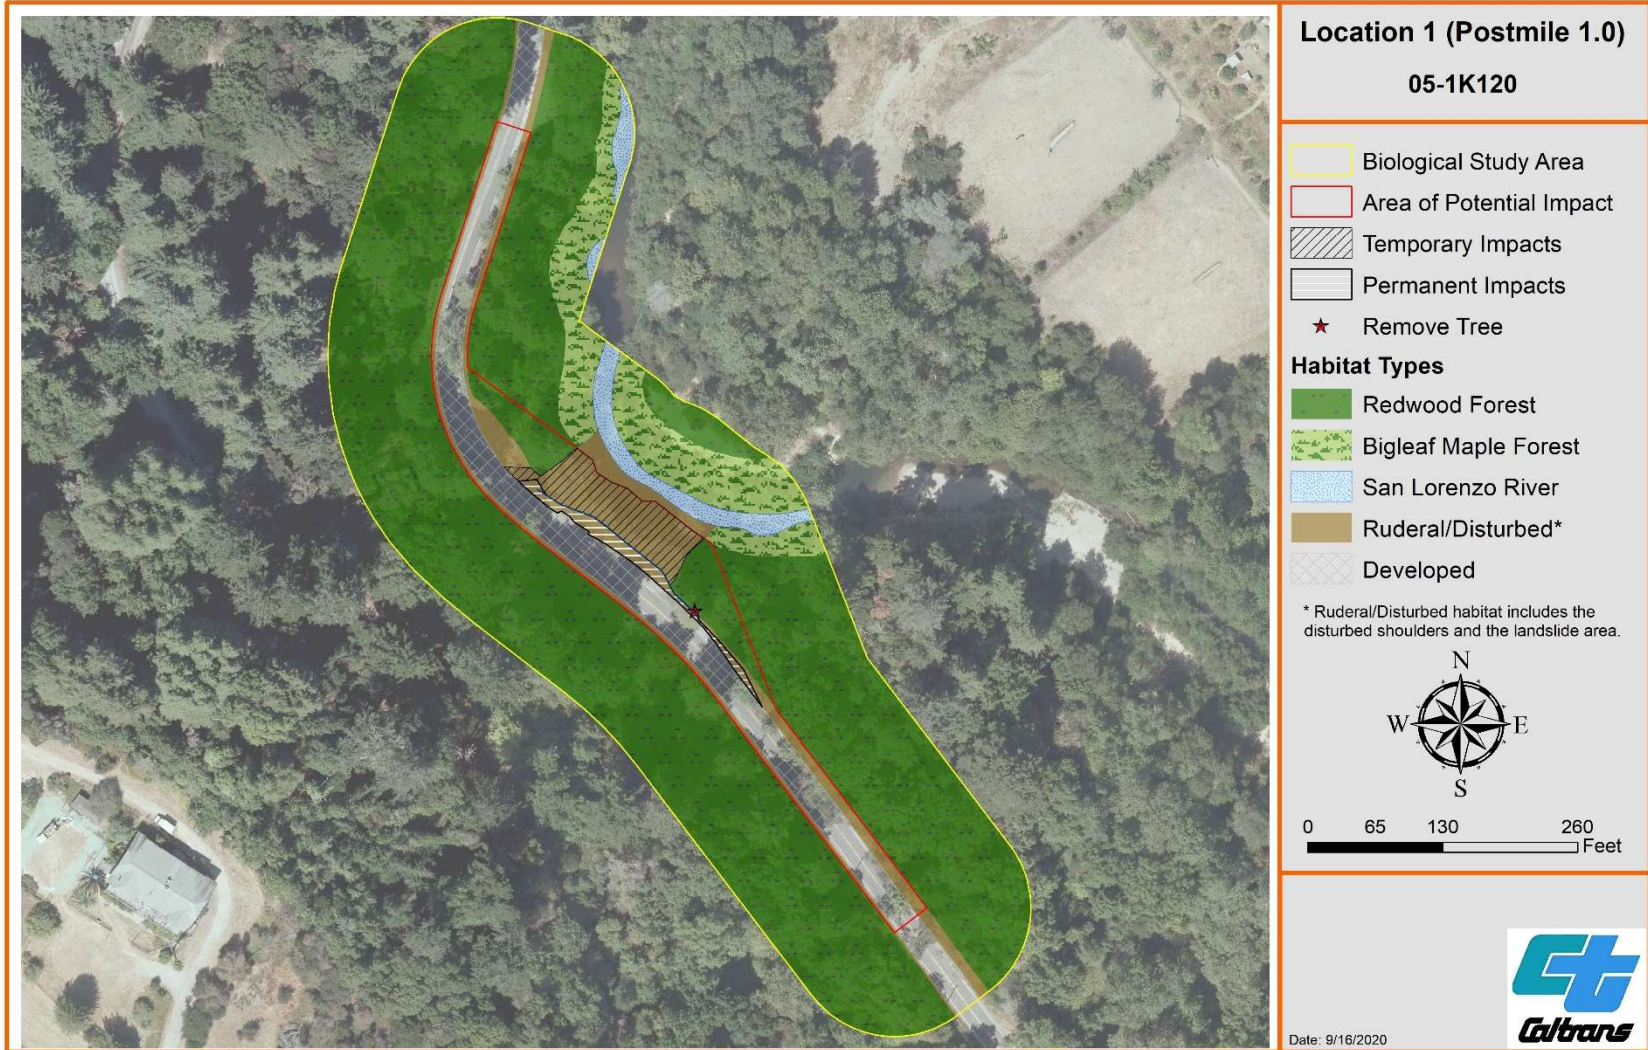 Location 1 (Postmile 1.0)
05-1K120
Biological Study Area
Area of Potential Impact
Temporary Impacts
Permanent Impacts
Remove Tree
Habitat Types
Redwood Forest
Bigleaf Maple Forest
San Lorenzo River
Ruderal/Disturbed*
Developed
* Ruderal/Disturbed habitat includes the
disturbed shoulders and the landslide area.
N
W E
S
0 65 130 260
Feet
Date: 9/16/2020
ct
Caltrans